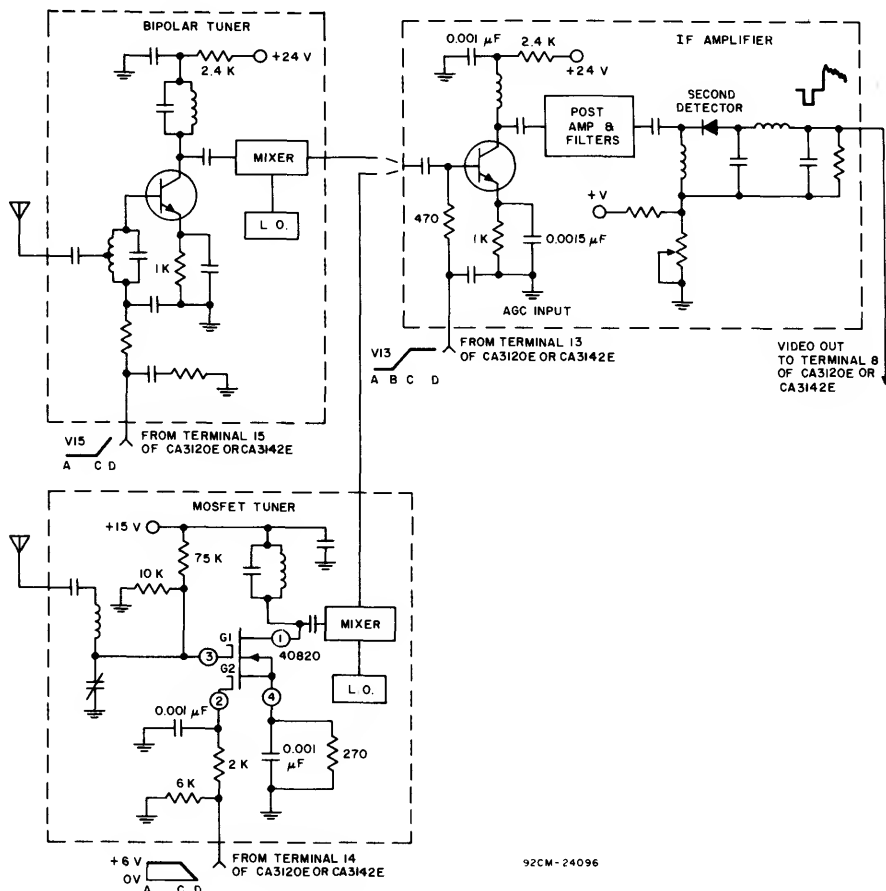 BIPOLAR TUNER
+24 V
2.4 K
MIXER
L O.
1K
V15
A C D
FROM TERMINAL 15
OF CA3120E OR CA3142E
IF AMPLIFIER
0.001 µF
2.4 K
+24 V
POST
AMP &
FILTERS
SECOND
DETECTOR
+V
470
1K
0.0015 µF
AGC INPUT
V13
A B C D
FROM TERMINAL 13
OF CA3120E OR CA3142E
VIDEO OUT
TO TERMINAL 8
OF CA3120E OR
CA3142E
MOSFET TUNER
+15 V
75 K
10 K
G1
1
MIXER
3
40820
G2
L.O.
2
4
0.001 µF
0.001
µF
270
2K
6 K
+6 V
0V
A C D
FROM TERMINAL 14
OF CA3120E OR CA3142E
92CM-24096